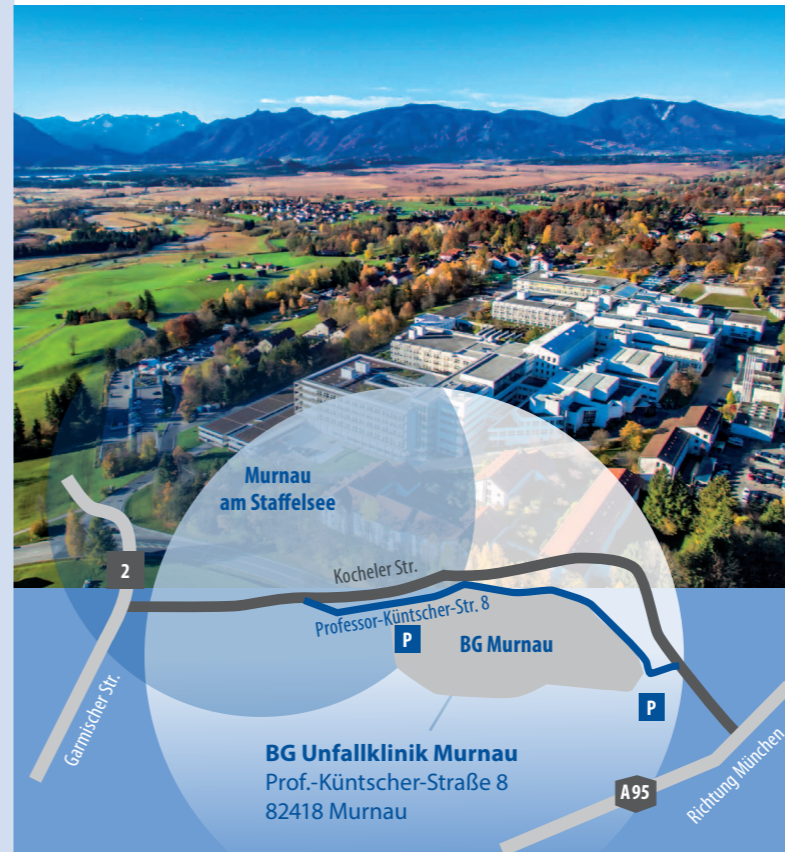 Murnau
am Staffelsee
2
Kocheler Str.
Professor-Küntscher-Str. 8
P
BG Murnau
P
Garmischer Str.
BG Unfallklinik Murnau
Prof.-Küntscher-Straße 8
82418 Murnau
A95
Richtung München